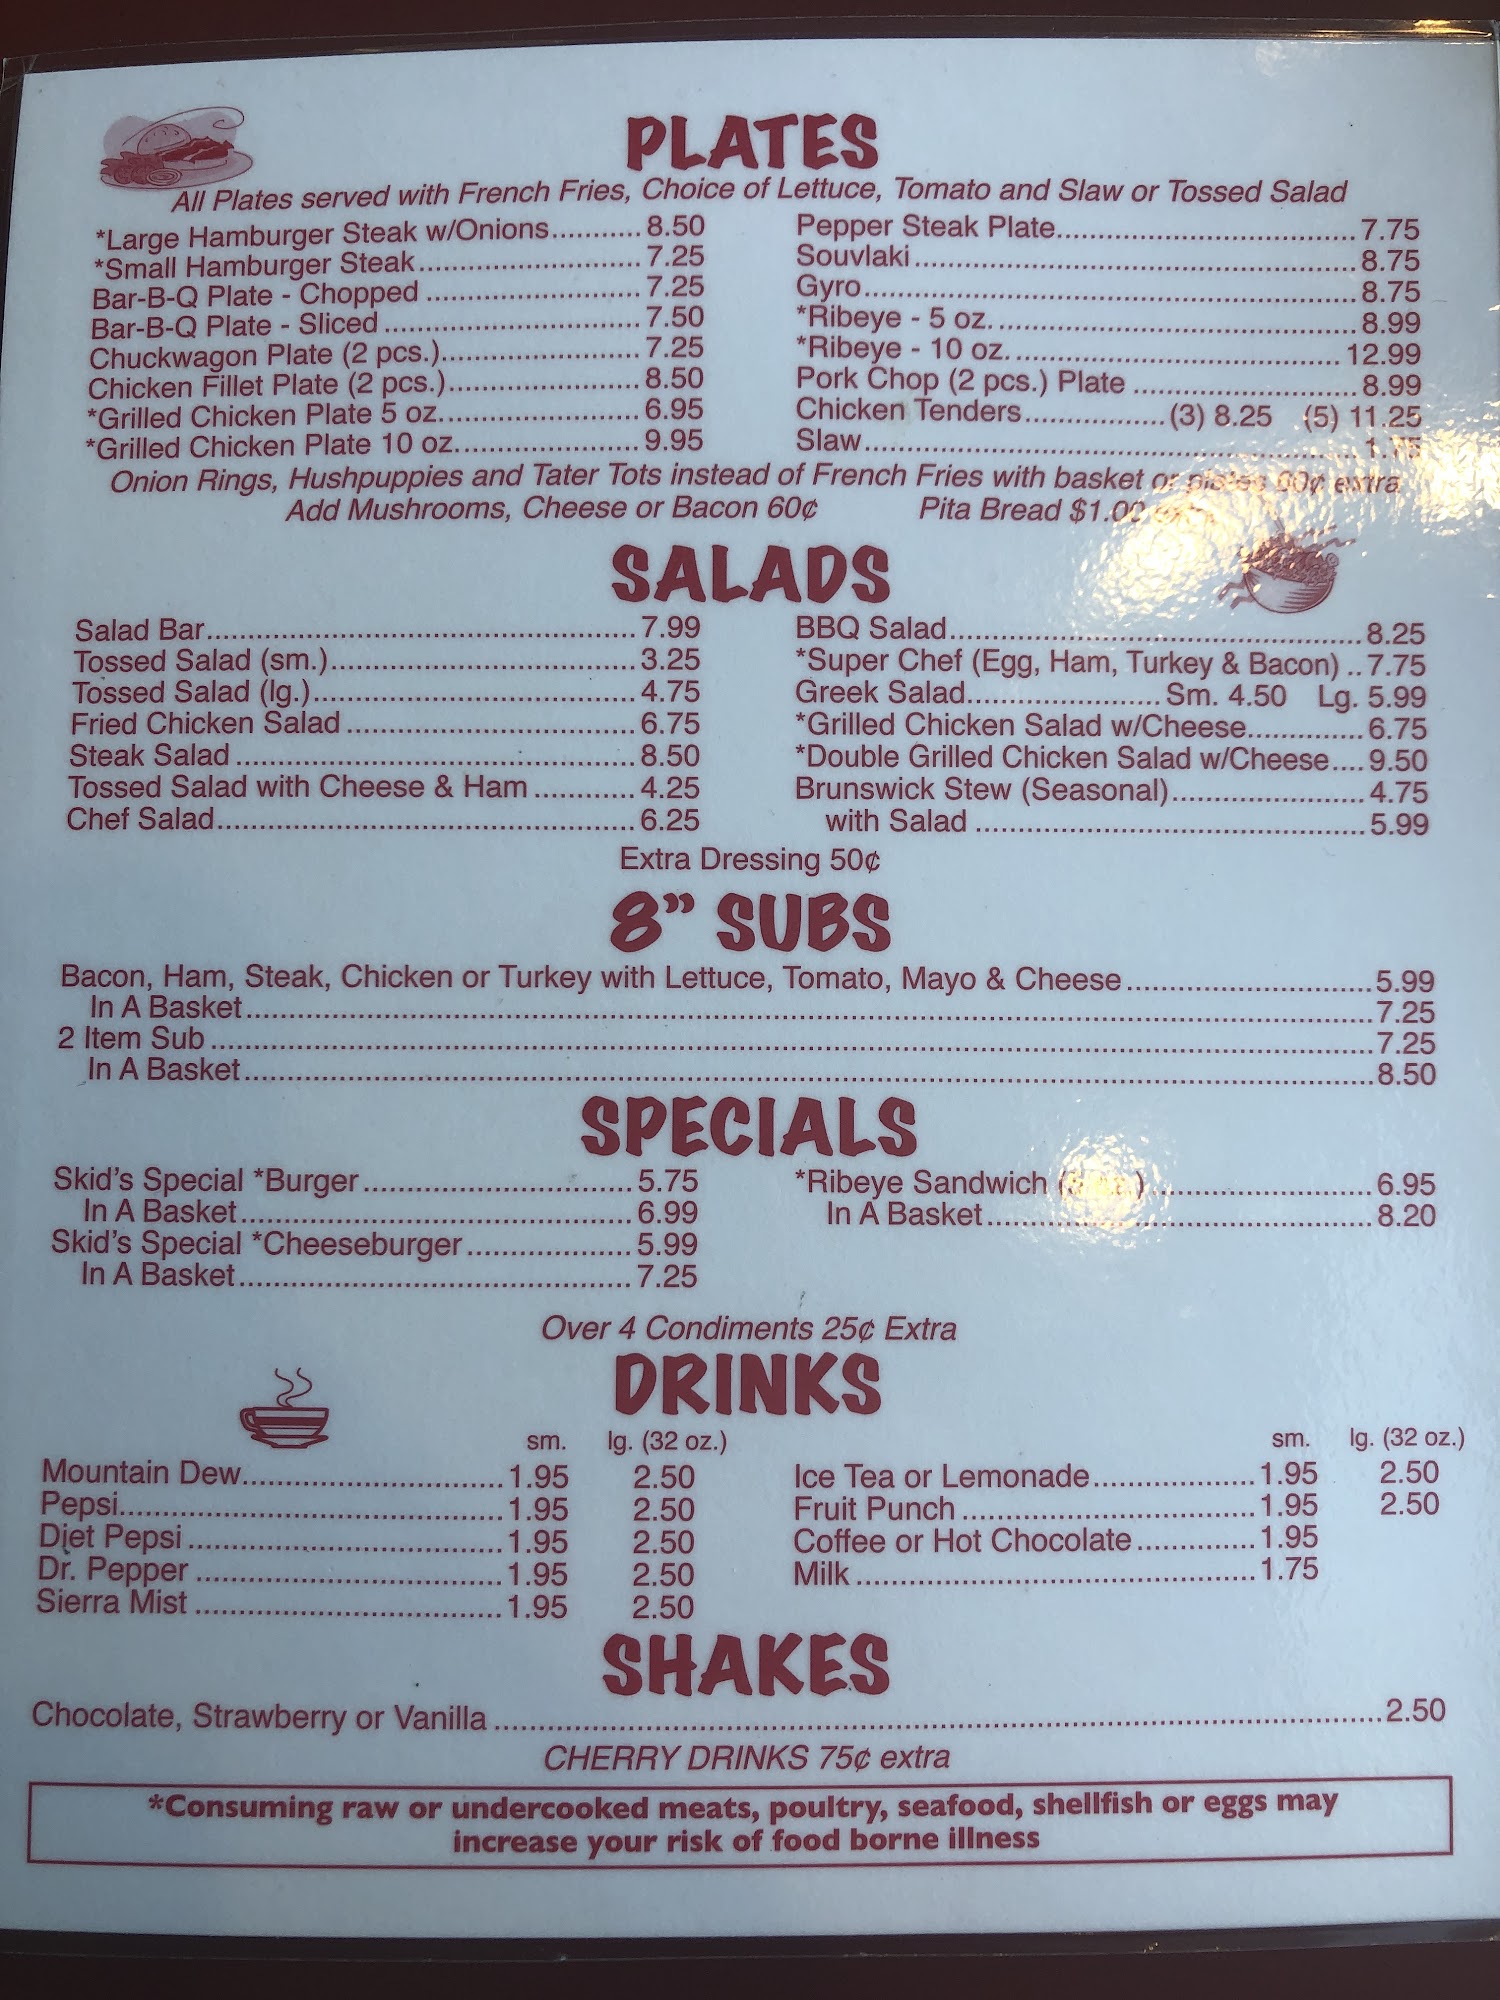 PLATES
All Plates served with French Fries, Choice of Lettuce, Tomato and Slaw or Tossed Salad
*Large Hamburger Steak w/Onions........... 8.50
*Small Hamburger Steak........................... 7.25
Bar-B-Q Plate - Chopped .......................... 7.25
Bar-B-Q Plate - Sliced ............................... 7.50
Chuckwagon Plate (2 pcs.)........................ 7.25
Chicken Fillet Plate (2 pcs.)....................... 8.50
*Grilled Chicken Plate 5 oz........................ 6.95
*Grilled Chicken Plate 10 oz...................... 9.95
Pepper Steak Plate.................................... 7.75
Souvlaki..................................................... 8.75
Gyro........................................................... 8.75
*Ribeye - 5 oz. ........................................... 8.99
*Ribeye - 10 oz. ....................................... 12.99
Pork Chop (2 pcs.) Plate ........................... 8.99
Chicken Tenders................. (3) 8.25 (5) 11.25
Slaw........................................................... 1.75
Onion Rings, Hushpuppies and Tater Tots instead of French Fries with basket or extra
Add Mushrooms, Cheese or Bacon 60¢ Pita Bread $1.00
SALADS
Salad Bar.................................................... 7.99
Tossed Salad (sm.)..................................... 3.25
Tossed Salad (lg.)....................................... 4.75
Fried Chicken Salad ................................... 6.75
Steak Salad ................................................ 8.50
Tossed Salad with Cheese & Ham ............ 4.25
Chef Salad.................................................. 6.25
BBQ Salad.................................................. 8.25
*Super Chef (Egg, Ham, Turkey & Bacon) .. 7.75
Greek Salad....................... Sm. 4.50 Lg. 5.99
*Grilled Chicken Salad w/Cheese.............. 6.75
*Double Grilled Chicken Salad w/Cheese.... 9.50
Brunswick Stew (Seasonal)....................... 4.75
with Salad ............................................... 5.99
Extra Dressing 50¢
8” SUBS
Bacon, Ham, Steak, Chicken or Turkey with Lettuce, Tomato, Mayo & Cheese.............................. 5.99
In A Basket........................................................................................................................................ 7.25
2 Item Sub ............................................................................................................................................ 7.25
In A Basket........................................................................................................................................ 8.50
SPECIALS
Skid’s Special *Burger................................ 5.75
In A Basket............................................... 6.99
Skid’s Special *Cheeseburger.................... 5.99
In A Basket............................................... 7.25
*Ribeye Sandwich .......................... 6.95
In A Basket............................................... 8.20
Over 4 Condiments 25¢ Extra
DRINKS
sm. lg. (32 oz.)
Mountain Dew................................ 1.95 2.50
Pepsi............................................... 1.95 2.50
Diet Pepsi ...................................... 1.95 2.50
Dr. Pepper ..................................... 1.95 2.50
Sierra Mist ..................................... 1.95 2.50
sm. lg. (32 oz.)
Ice Tea or Lemonade.................... 1.95 2.50
Fruit Punch ................................... 1.95 2.50
Coffee or Hot Chocolate.............. 1.95
Milk ................................................ 1.75
SHAKES
Chocolate, Strawberry or Vanilla ............................................................................................................ 2.50
CHERRY DRINKS 75¢ extra
*Consuming raw or undercooked meats, poultry, seafood, shellfish or eggs may
increase your risk of food borne illness